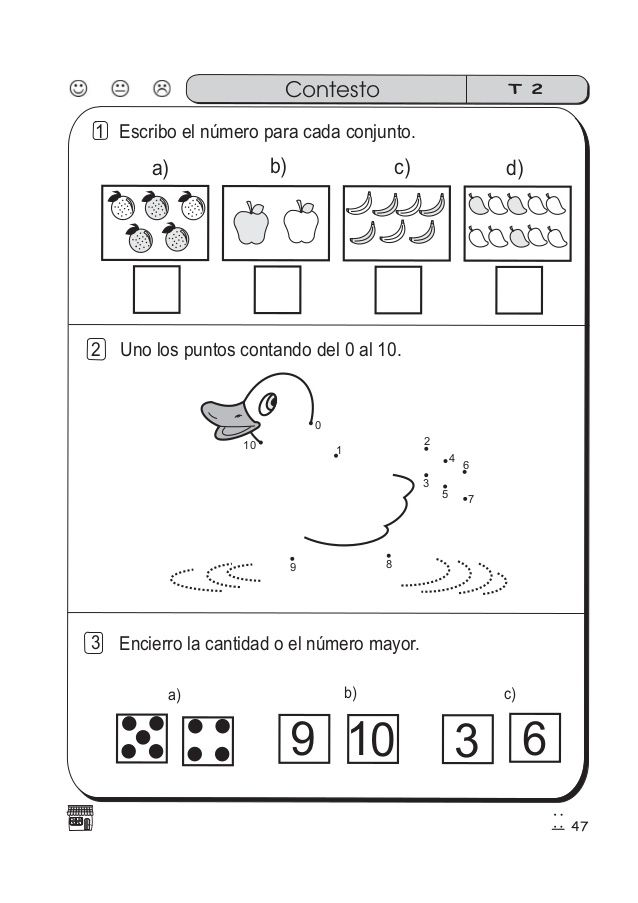 Contesto T 2
1 Escribo el número para cada conjunto.
a) b) c) d)
2 Uno los puntos contando del 0 al 10.
0
10
1
2
4
6
3
5
7
9
8
3 Encierro la cantidad o el número mayor.
a) b) c)
9 10 3 6
47